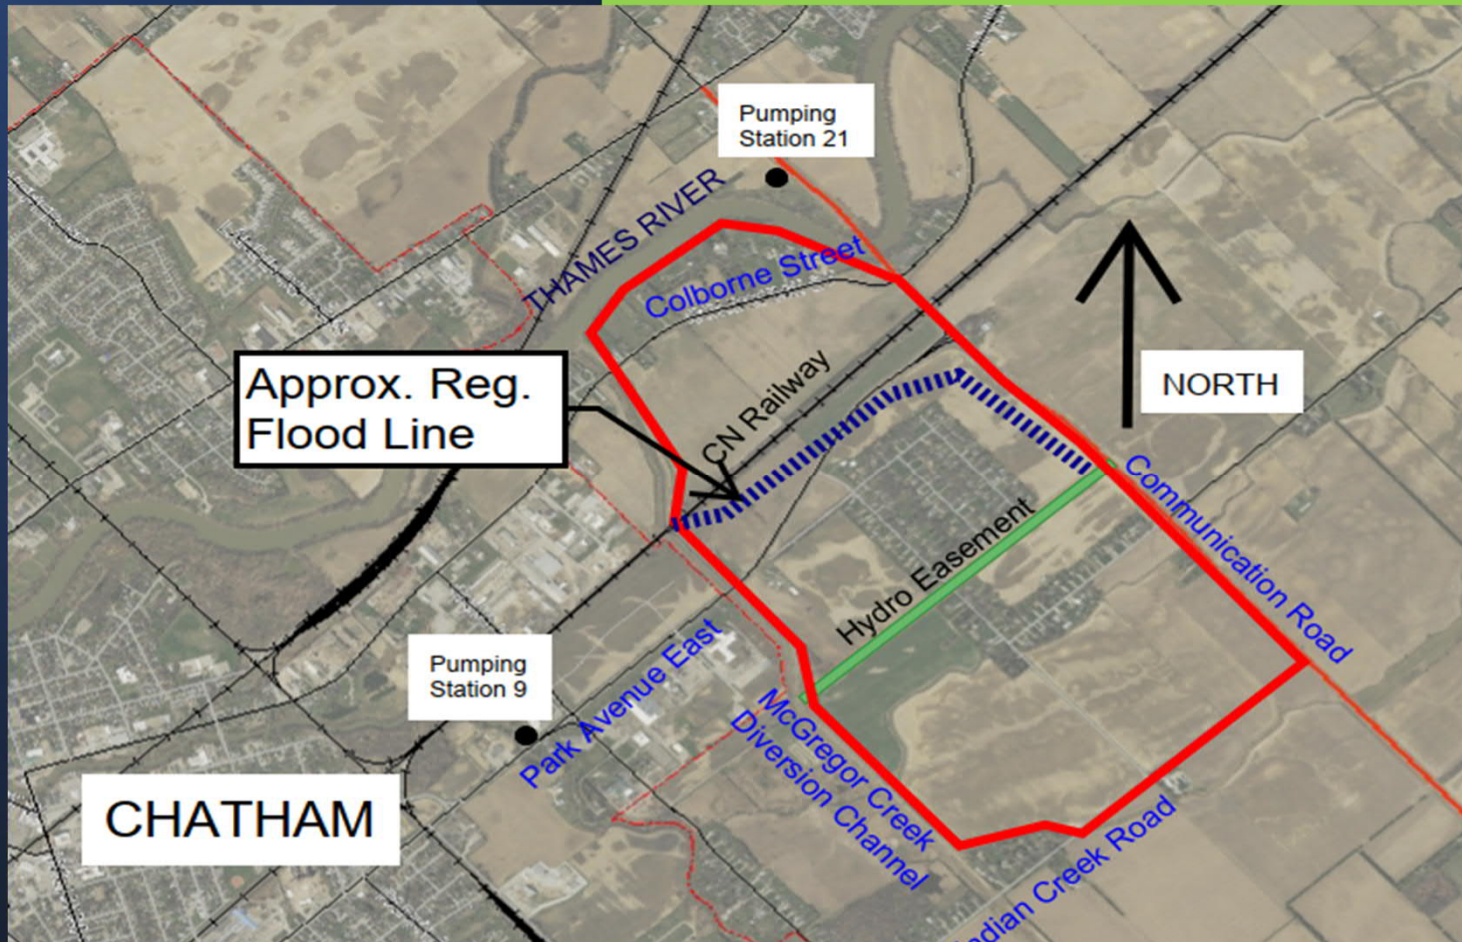 Pumping
Station 21
THAMES RIVER
Colborne Street
Approx. Reg.
Flood Line
CN Railway
NORTH
Communication Road
Hydro Easement
Pumping
Station 9
Park Avenue East
McGregor Creek
Diversion Channel
CHATHAM
Creek Road